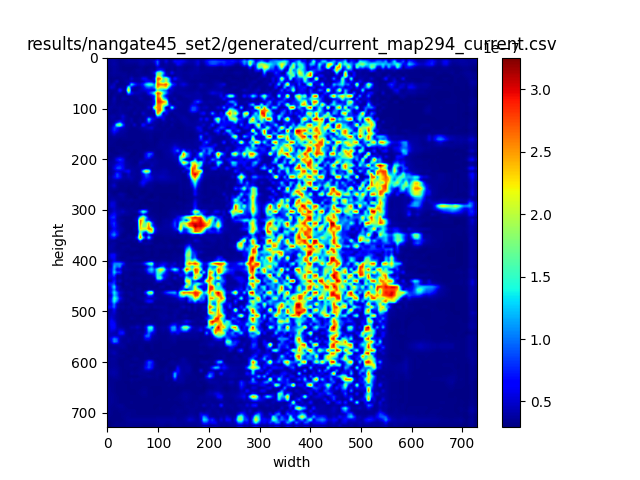 results/nangate45_set2/generated/current_map294_current.csv
1e−7
0
100
200
300
400
500
600
700
height
0 100 200 300 400 500 600 700
width
3.0
2.5
2.0
1.5
1.0
0.5